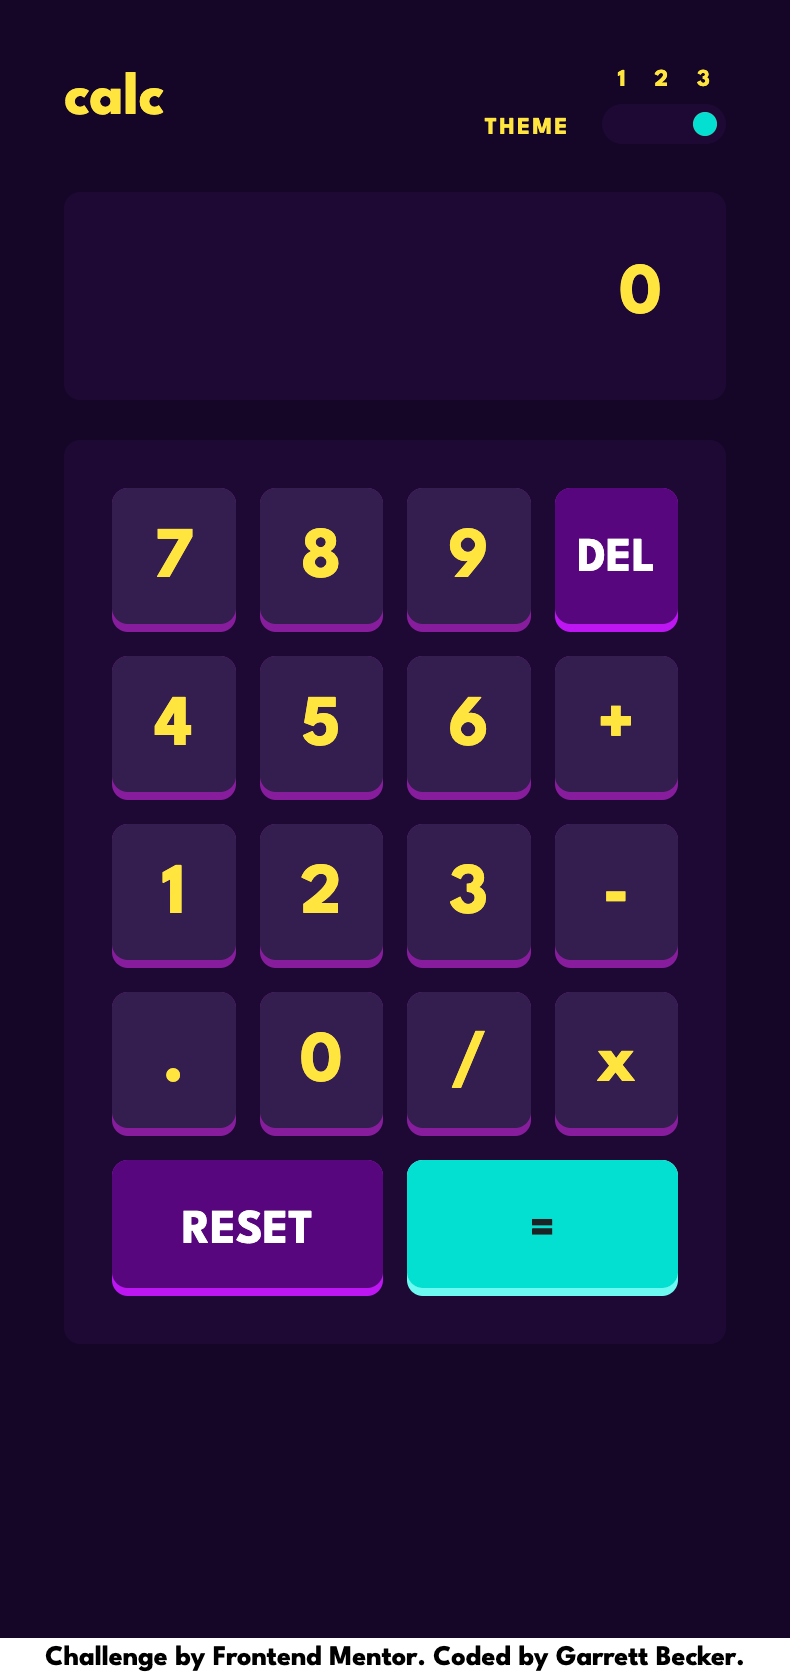 calc
1 2 3
THEME
0
7 8 9 DEL
4 5 6 +
1 2 3 -
. 0 / x
RESET =
Challenge by Frontend Mentor. Coded by Garrett Becker.